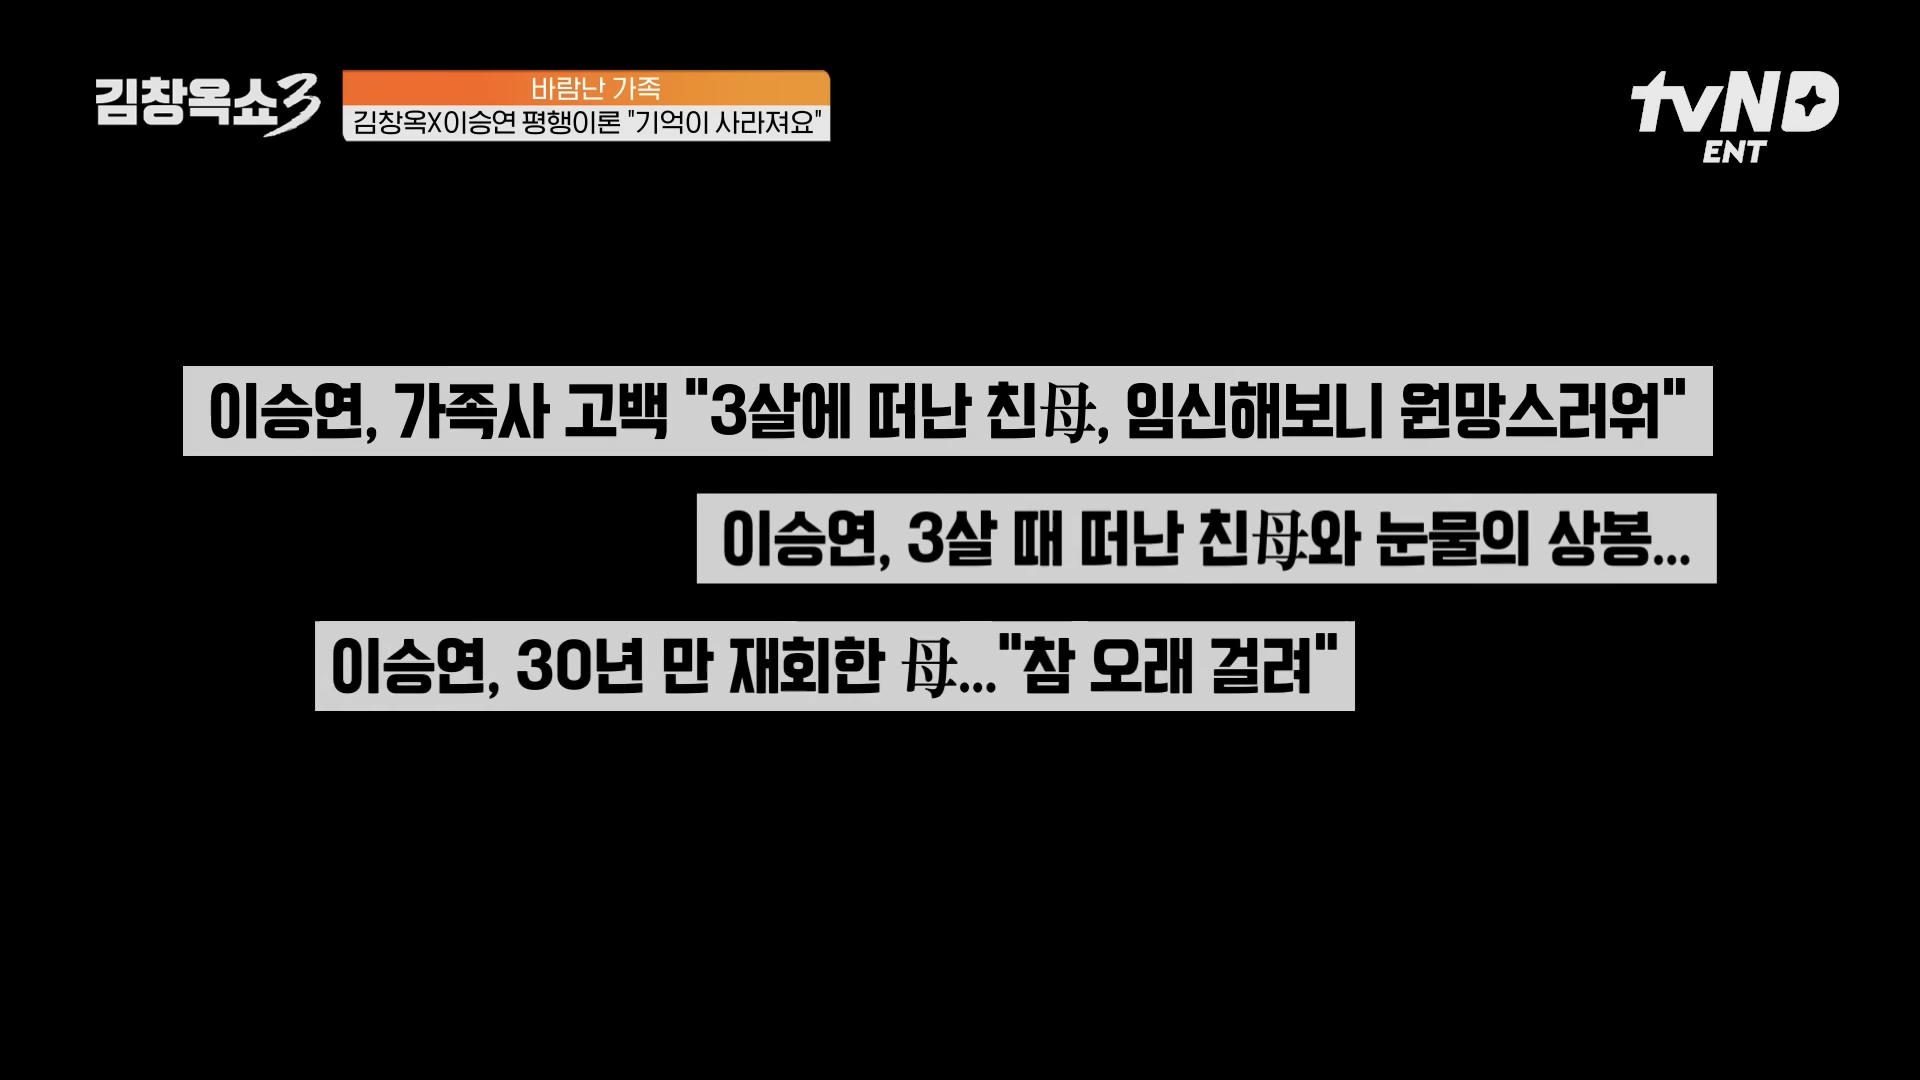 김창옥쇼3
바람난 가족
김창옥X이승연 평행이론 "기억이 사라져요"
tvND
ENT
이승연, 가족사 고백 "3살에 떠난 친母, 임신해보니 원망스러워"
이승연, 3살 때 떠난 친母와 눈물의 상봉...
이승연, 30년 만 재회한 母..."참 오래 걸려"